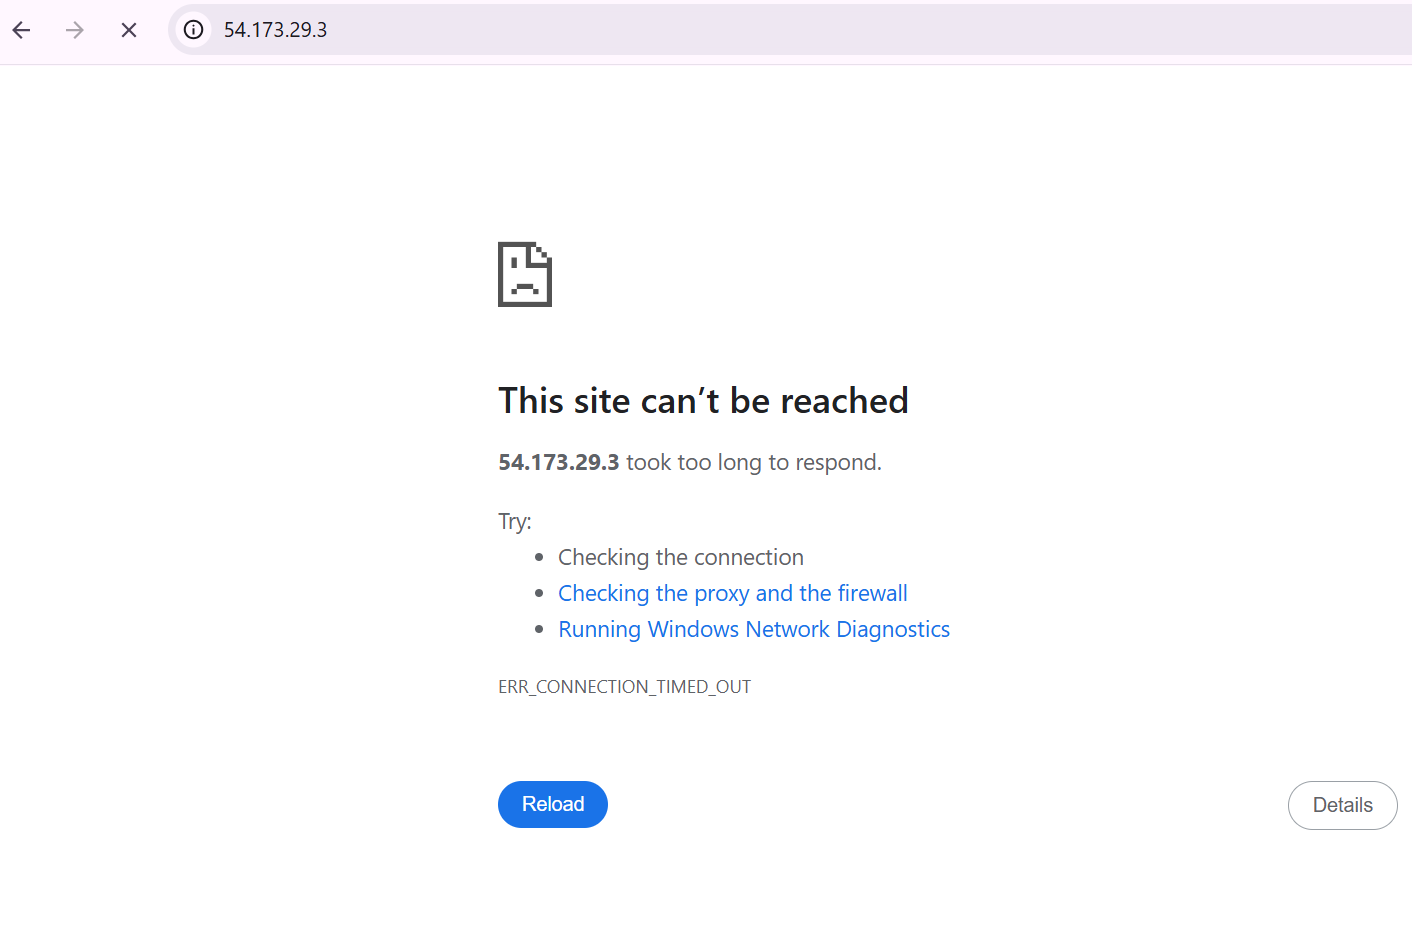 54.173.29.3
This site can’t be reached
54.173.29.3 took too long to respond.
Try:
Checking the connection
Checking the proxy and the firewall
Running Windows Network Diagnostics
ERR_CONNECTION_TIMED_OUT
Reload
Details